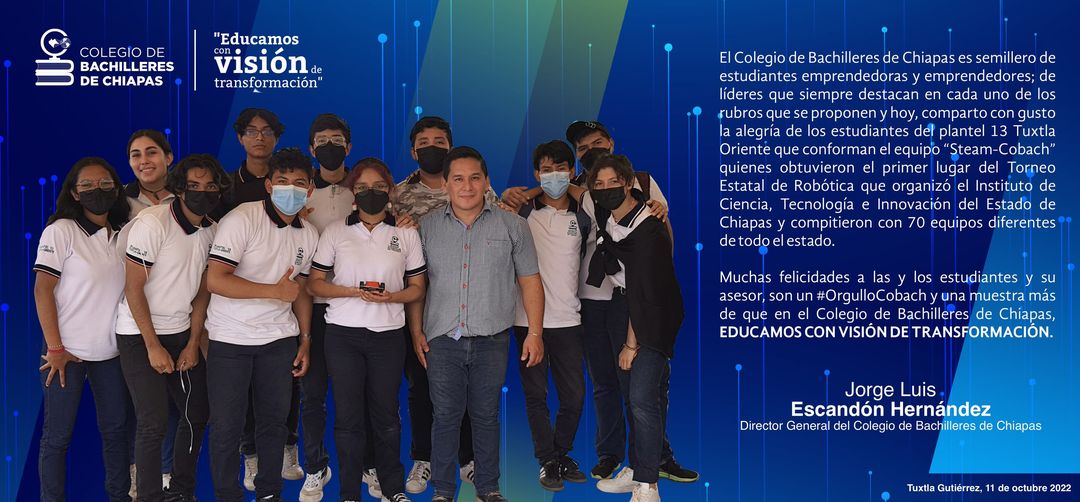 COLEGIO DE
BACHILLERES
DE CHIAPAS
"Educamos
con
visión de
transformación"
El Colegio de Bachilleres de Chiapas es semillero de
estudiantes emprendedoras y emprendedores; de
líderes que siempre destacan en cada uno de los
rubros que se proponen y hoy, comparto con gusto
la alegría de los estudiantes del plantel 13 Tuxtla
Oriente que conforman el equipo “Steam-Cobach”
quienes obtuvieron el primer lugar del Torneo
Estatal de Robótica que organizó el Instituto de
Ciencia, Tecnología e Innovación del Estado de
Chiapas y compitieron con 70 equipos diferentes
de todo el estado.
Muchas felicidades a las y los estudiantes y su
asesor, son un #OrgulloCobach y una muestra más
de que en el Colegio de Bachilleres de Chiapas,
EDUCAMOS CON VISIÓN DE TRANSFORMACIÓN.
Jorge Luis
Escandón Hernández
Director General del Colegio de Bachilleres de Chiapas
Tuxtla Gutiérrez, 11 de octubre 2022